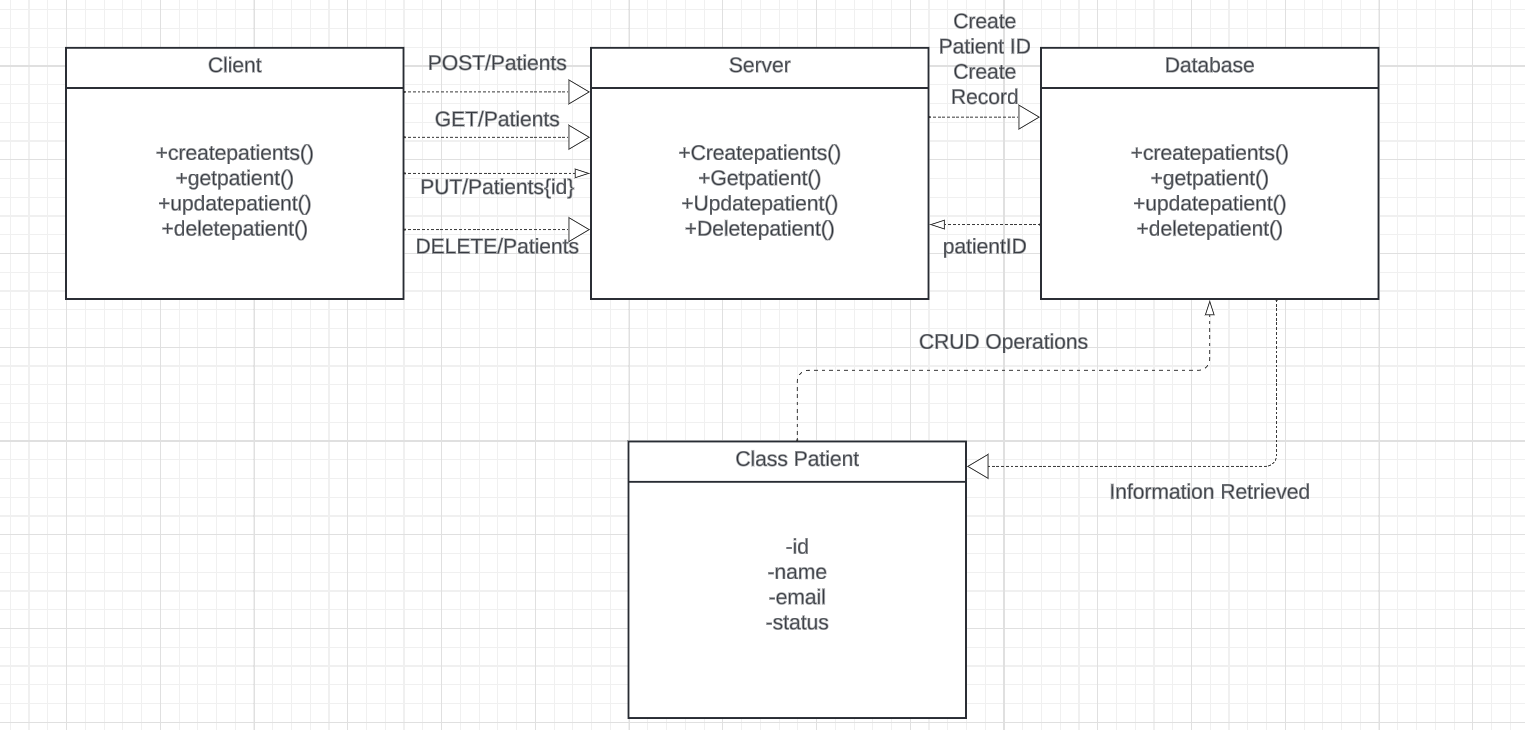 Client
+createpatients()
+getpatient()
+updatepatient()
+deletepatient()
POST/Patients
GET/Patients
PUT/Patients{id}
DELETE/Patients
Server
+Createpatients()
+Getpatient()
+Updatepatient()
+Deletepatient()
Create
Patient ID
Create
Record
patientID
Database
+createpatients()
+getpatient()
+updatepatient()
+deletepatient()
CRUD Operations
Class Patient
-id
-name
-email
-status
Information Retrieved